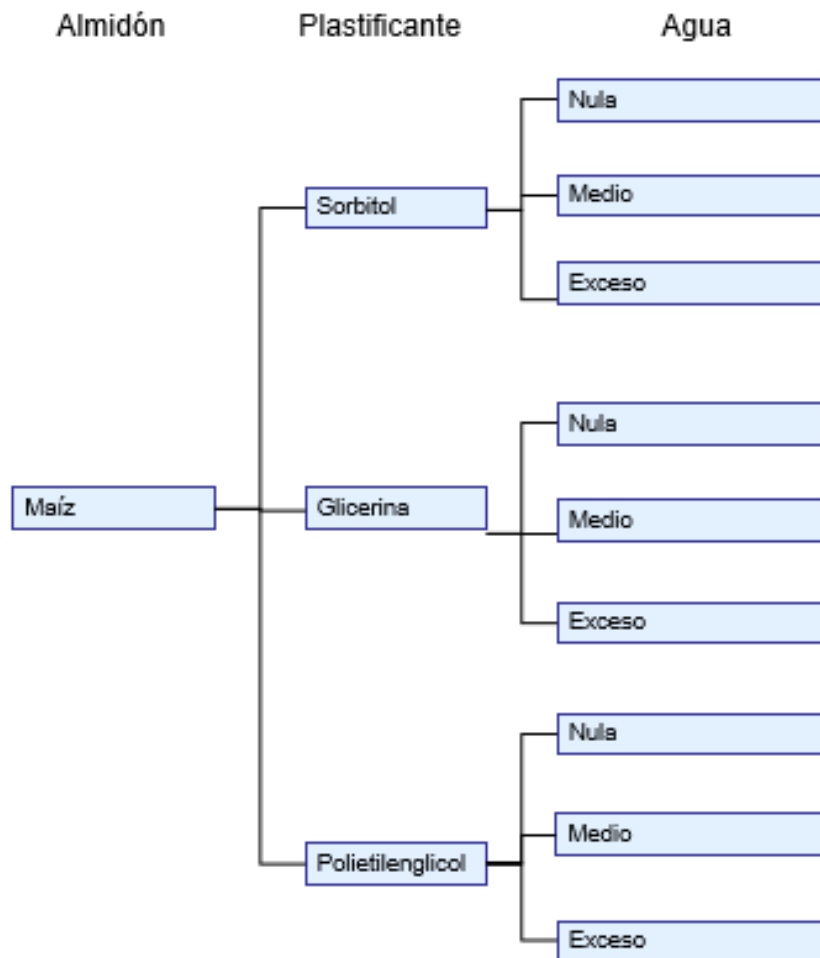 Almidón Plastificante Agua
Nula
Sorbitol
Medio
Exceso
Nula
Maíz
Glicerina
Medio
Exceso
Nula
Medio
Polietilenglicol
Exceso